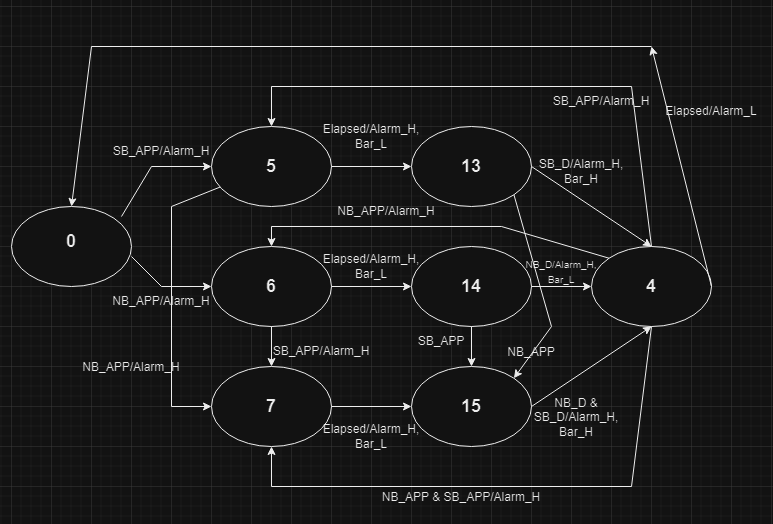 SB_APP/Alarm_H
Elapsed/Alarm_L
Elapsed/Alarm_H,
Bar_L
SB_APP/Alarm_H
5
13
SB_D/Alarm_H,
Bar_H
NB_APP/Alarm_H
0
Elapsed/Alarm_H,
Bar_L
NB_D/Alarm_H,
Bar_L
6
14
4
NB_APP/Alarm_H
SB_APP
SB_APP/Alarm_H
NB_APP
NB_APP/Alarm_H
7
15
NB_D &
SB_D/Alarm_H,
Bar_H
Elapsed/Alarm_H,
Bar_L
NB_APP & SB_APP/Alarm_H